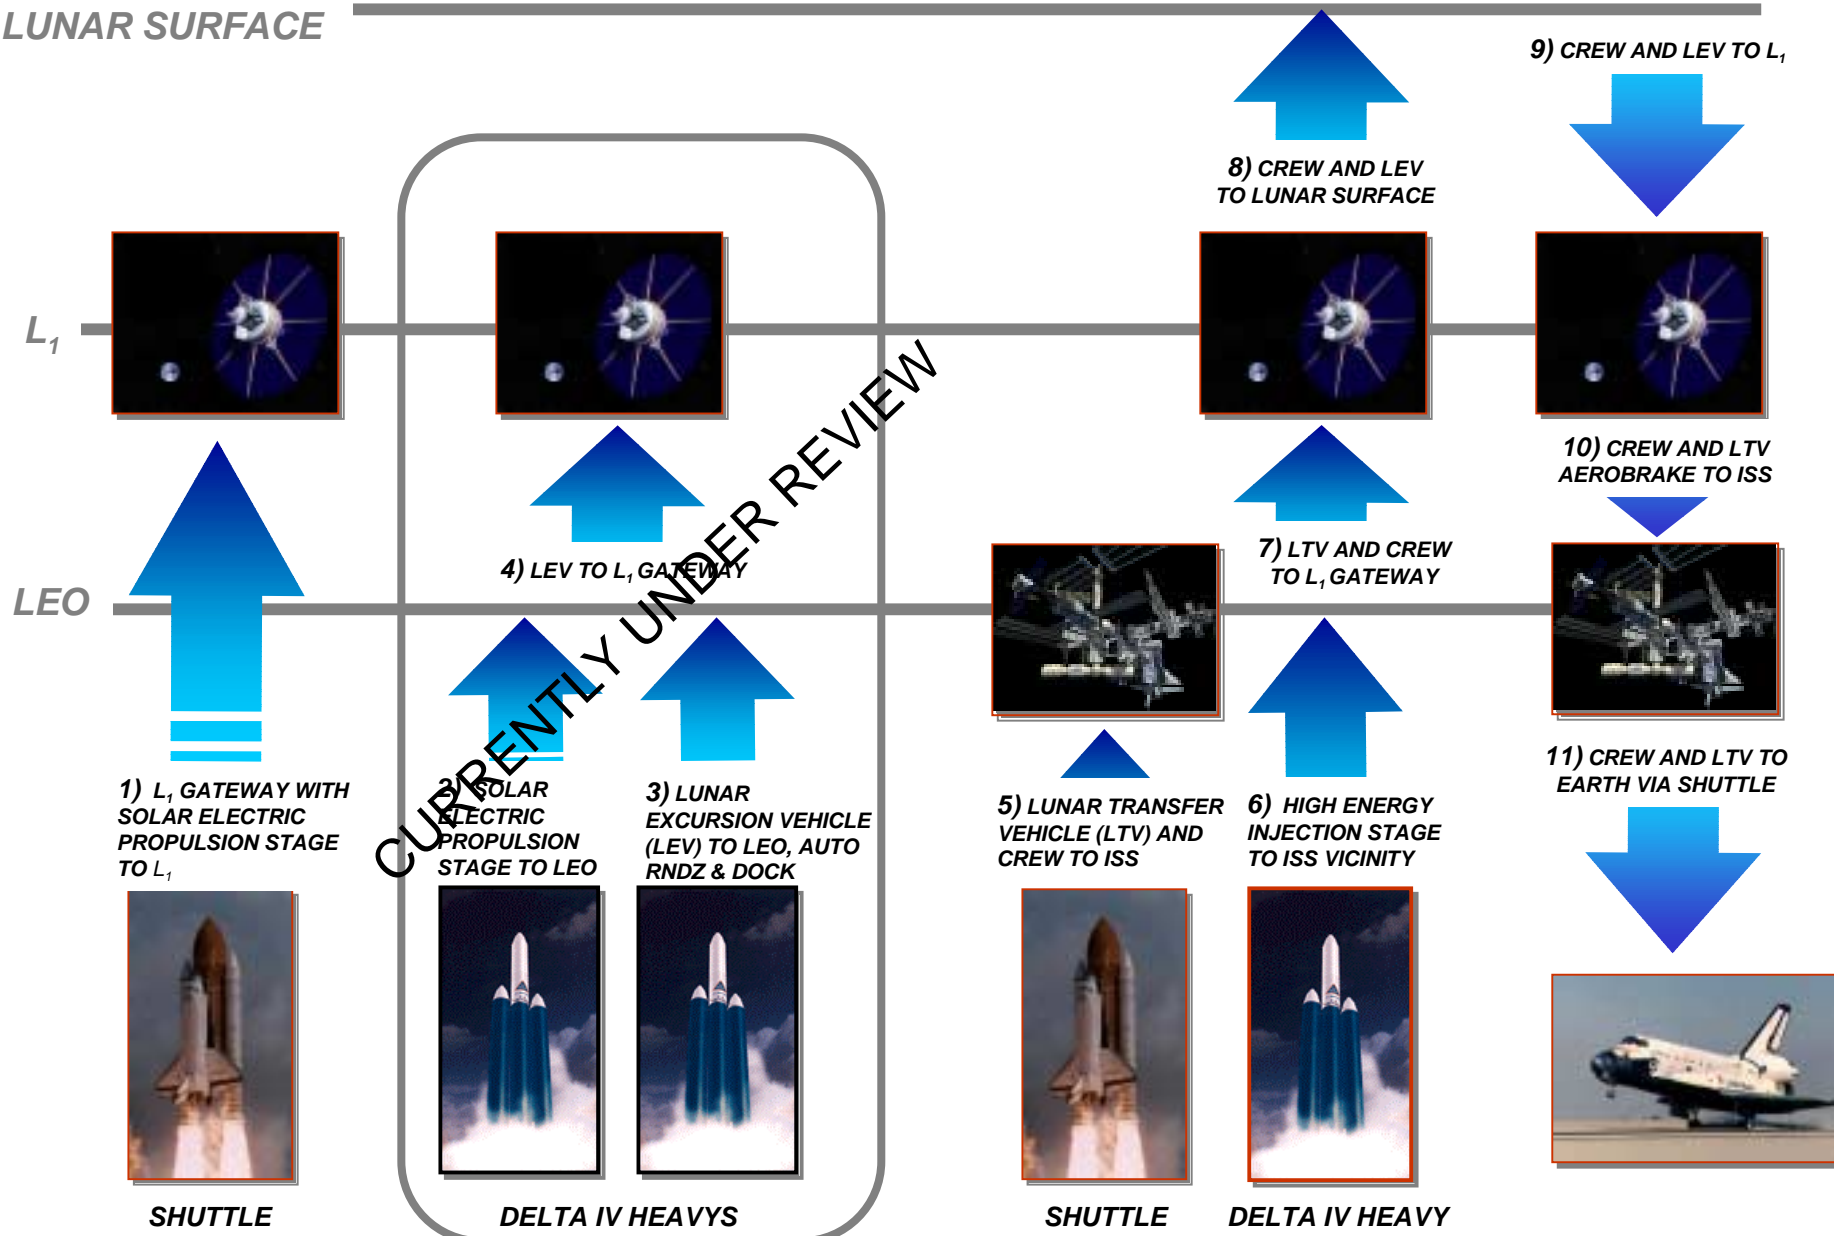 LUNAR SURFACE
9) CREW AND LEV TO L1
8) CREW AND LEV
TO LUNAR SURFACE
L1
10) CREW AND LTV
AEROBRAKE TO ISS
4) LEV TO L1 GATEWAY
7) LTV AND CREW
TO L1 GATEWAY
LEO
CURRENTLY UNDER REVIEW
1) L1 GATEWAY WITH
SOLAR ELECTRIC
PROPULSION STAGE
TO L1
2) SOLAR
ELECTRIC
PROPULSION
STAGE TO LEO
3) LUNAR
EXCURSION VEHICLE
(LEV) TO LEO, AUTO
RNDZ & DOCK
5) LUNAR TRANSFER
VEHICLE (LTV) AND
CREW TO ISS
6) HIGH ENERGY
INJECTION STAGE
TO ISS VICINITY
11) CREW AND LTV TO
EARTH VIA SHUTTLE
SHUTTLE
DELTA IV HEAVYS
SHUTTLE
DELTA IV HEAVY